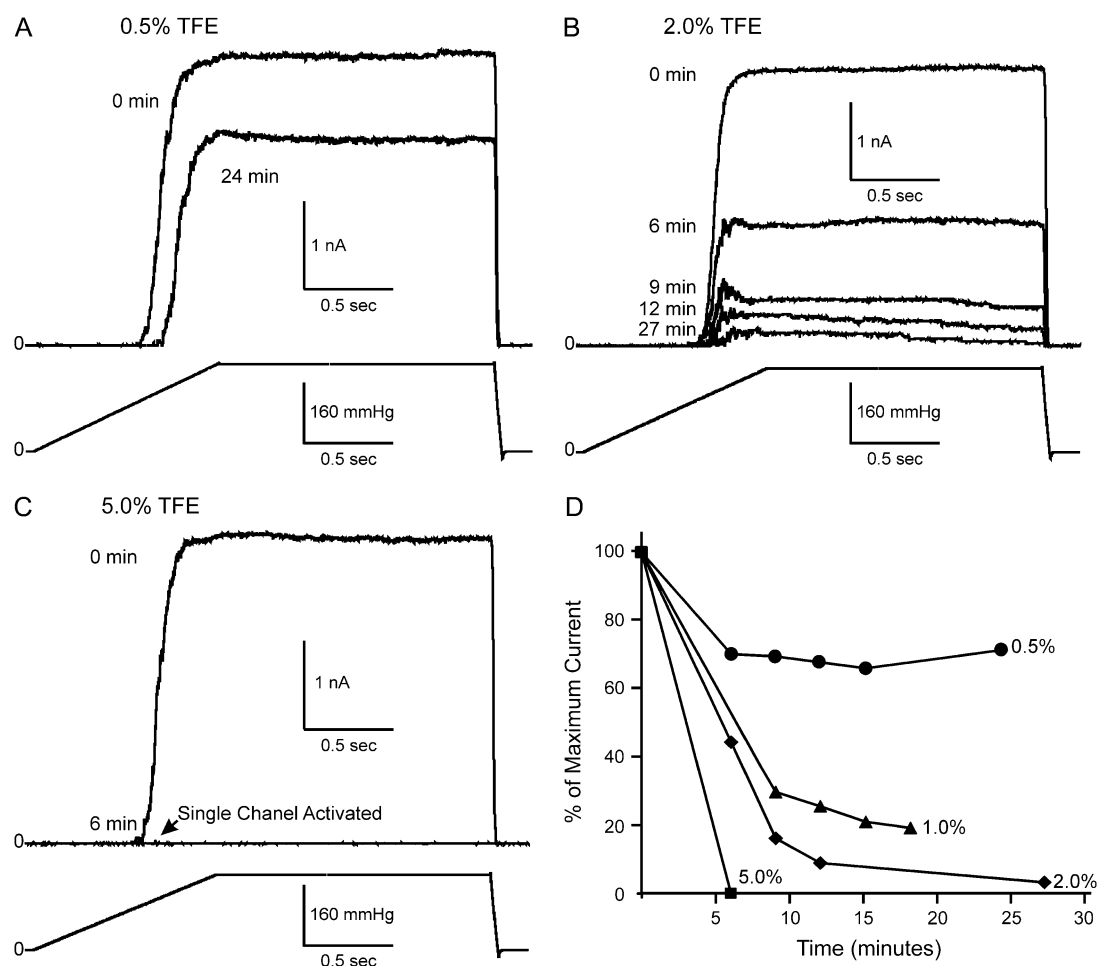 A
0.5% TFE
0 min
24 min
1 nA
0.5 sec
0
160 mmHg
0
0.5 sec
B
2.0% TFE
0 min
1 nA
0.5 sec
6 min
9 min
12 min
27 min
0
160 mmHg
0
0.5 sec
C
5.0% TFE
0 min
1 nA
0.5 sec
6 min
Single Chanel Activated
0
160 mmHg
0
0.5 sec
D
% of Maximum Current
100
80
60
40
20
0
0.5%
1.0%
5.0%
2.0%
5 10 15 20 25 30
Time (minutes)